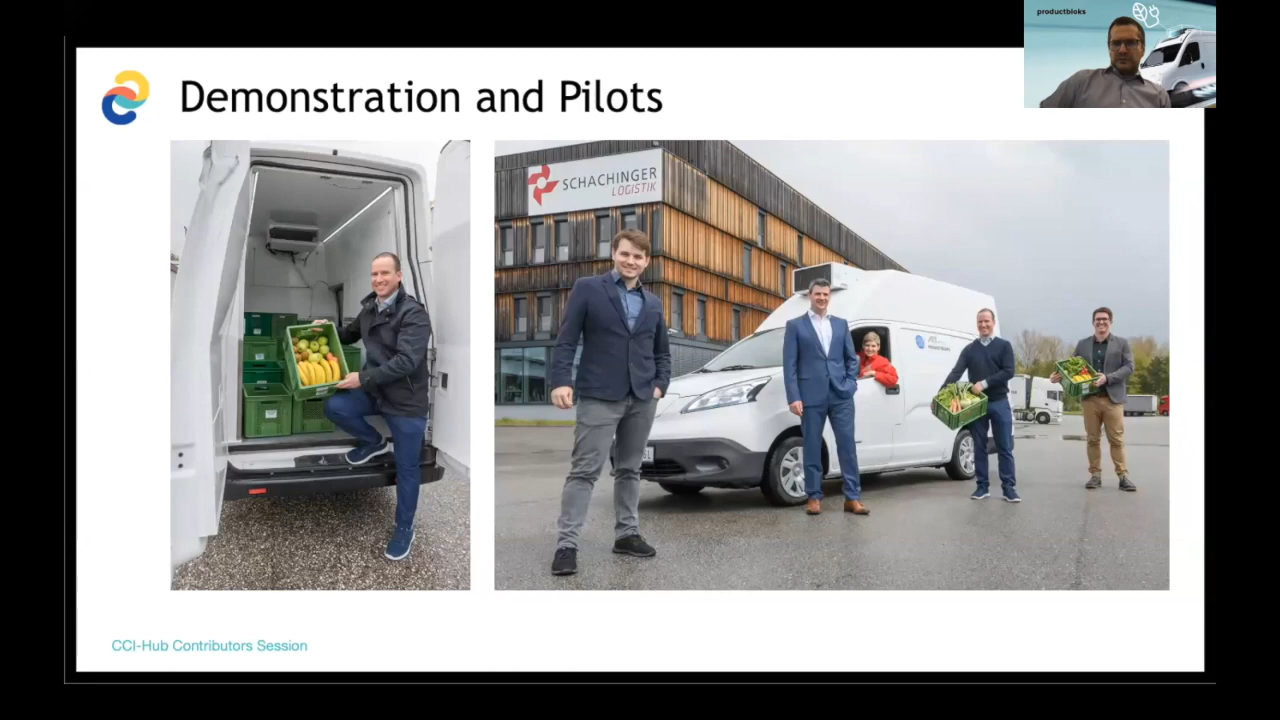 productbloks
Demonstration and Pilots
SCHACHINGER
LOGISTIK
CCI-Hub Contributors Session